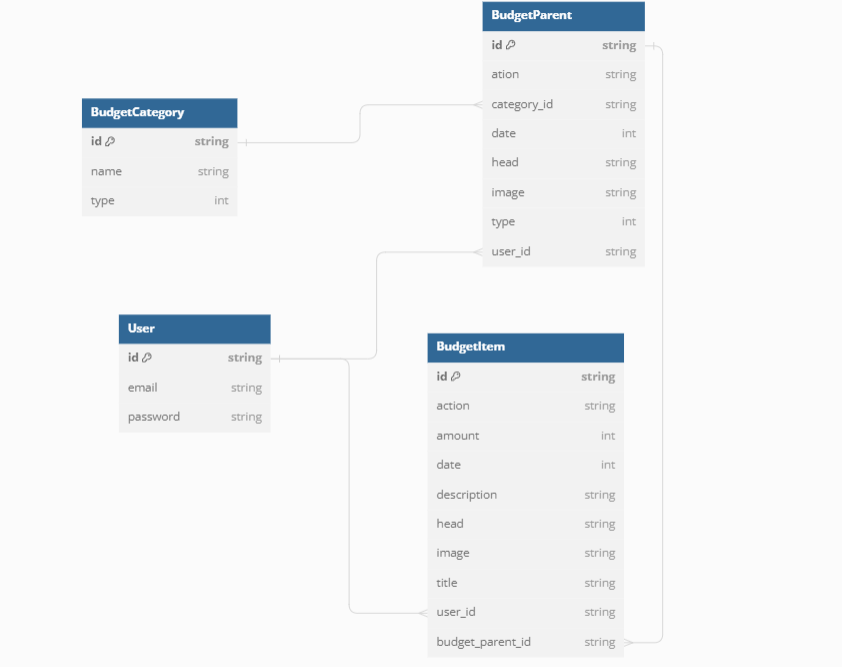 BudgetParent
id string
ation string
category_id string
date int
head string
image string
type int
user_id string
BudgetCategory
id string
name string
type int
User
id string
email string
password string
BudgetItem
id string
action string
amount int
date int
description string
head string
image string
title string
user_id string
budget_parent_id string